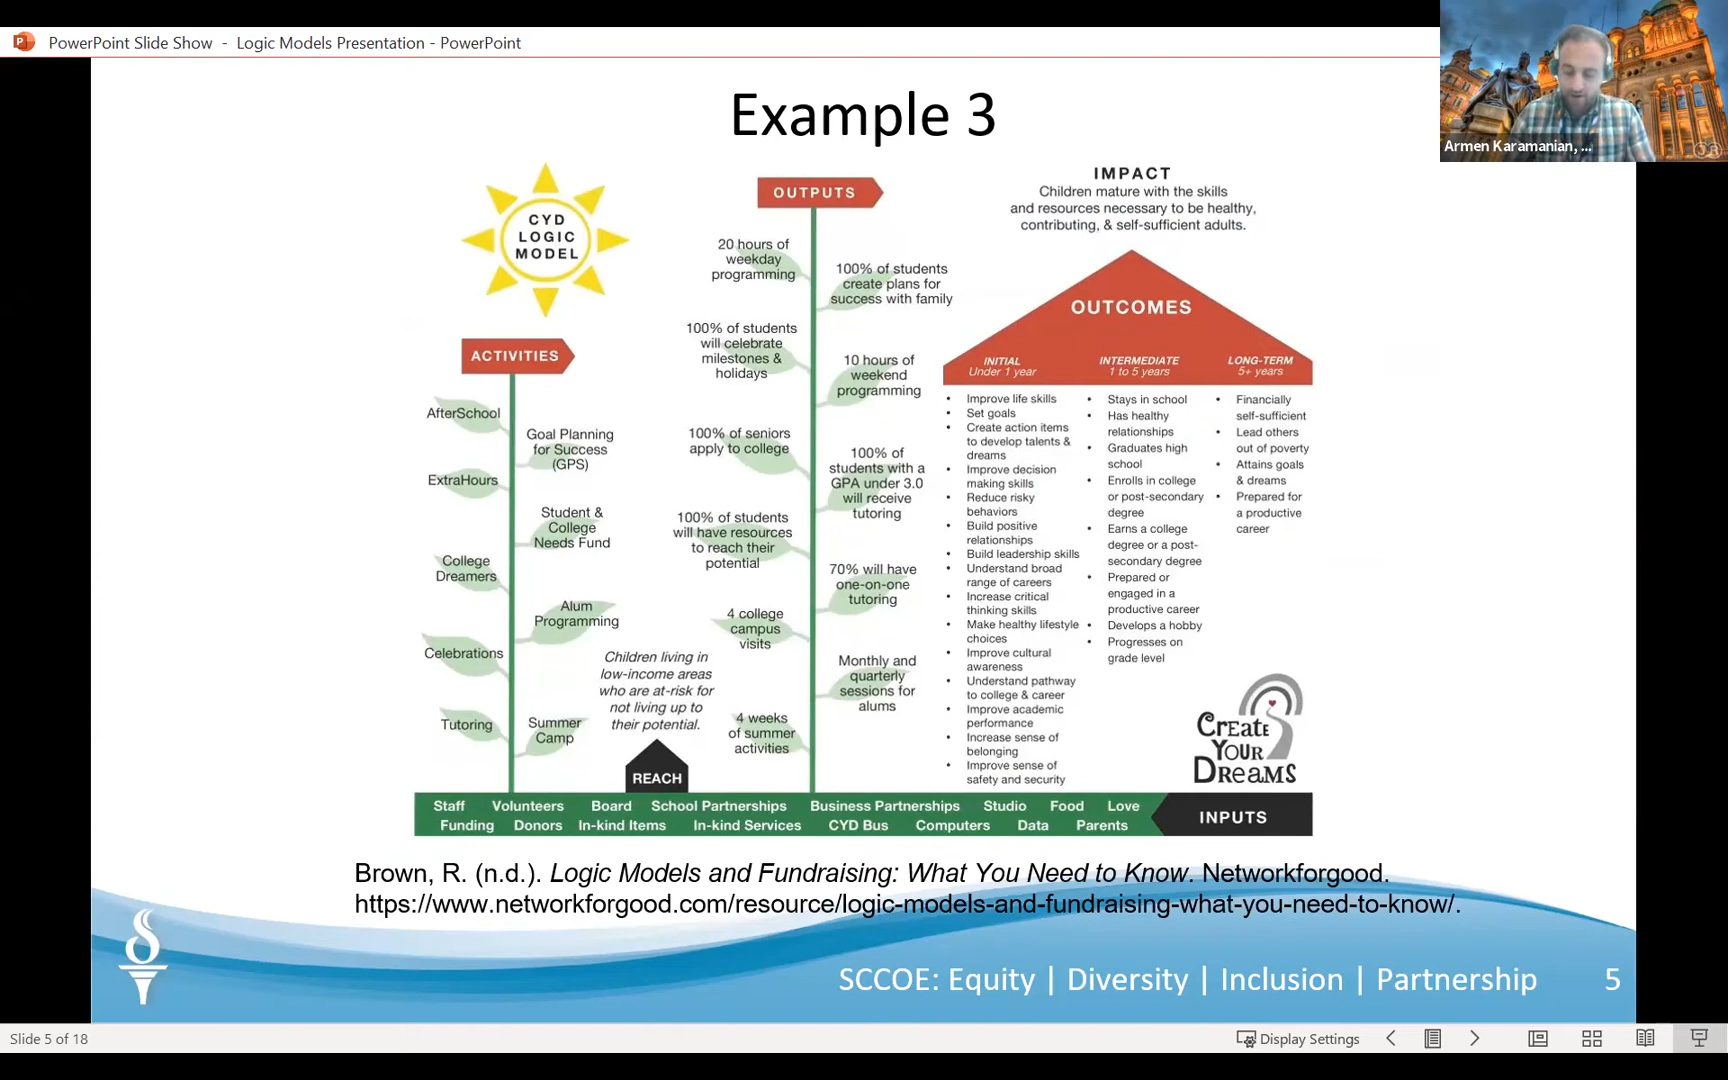 PowerPoint Slide Show - Logic Models Presentation - PowerPoint
Armen Karamanian, ...
Example 3
CYD
LOGIC
MODEL
ACTIVITIES
AfterSchool
Goal Planning
for Success
(GPS)
ExtraHours
Student &
College
Needs Fund
College
Dreamers
Alum
Programming
Celebrations
Tutoring
Summer
Camp
Children living in
low-income areas
who are at-risk for
not living up to
their potential.
REACH
OUTPUTS
20 hours of
weekday
programming
100% of students
create plans for
success with family
100% of students
will celebrate
milestones &
holidays
10 hours of
weekend
programming
100% of seniors
apply to college
100% of
students with a
GPA under 3.0
will receive
tutoring
100% of students
will have resources
to reach their
potential
70% will have
one-on-one
tutoring
4 college
campus
visits
Monthly and
quarterly
sessions for
alums
4 weeks
of summer
activities
IMPACT
Children mature with the skills
and resources necessary to be healthy,
contributing, & self-sufficient adults.
OUTCOMES
INITIAL
Under 1 year
• Improve life skills
• Set goals
• Create action items
to develop talents &
dreams
• Improve decision
making skills
• Reduce risky
behaviors
• Build positive
relationships
• Build leadership skills
• Understand broad
range of careers
• Increase critical
thinking skills
• Make healthy lifestyle
choices
• Improve cultural
awareness
• Understand pathway
to college & career
• Improve academic
performance
• Increase sense of
belonging
• Improve sense of
safety and security
INTERMEDIATE
1 to 5 years
• Stays in school
• Has healthy
relationships
• Graduates high
school
• Enrolls in college
or post-secondary
degree
• Earns a college
degree or a post-
secondary degree
• Prepared or
engaged in a
productive career
• Develops a hobby
• Progresses on
grade level
LONG-TERM
5+ years
• Financially
self-sufficient
• Lead others
out of poverty
• Attains goals
& dreams
• Prepared for
a productive
career
CREATE
YOUR
DREAMS
Staff Volunteers Board School Partnerships Business Partnerships Studio Food Love
Funding Donors In-kind Items In-kind Services CYD Bus Computers Data Parents
INPUTS
Brown, R. (n.d.). Logic Models and Fundraising: What You Need to Know. Networkforgood.
https://www.networkforgood.com/resource/logic-models-and-fundraising-what-you-need-to-know/.
SCCOE: Equity | Diversity | Inclusion | Partnership 5
Slide 5 of 18
Display Settings